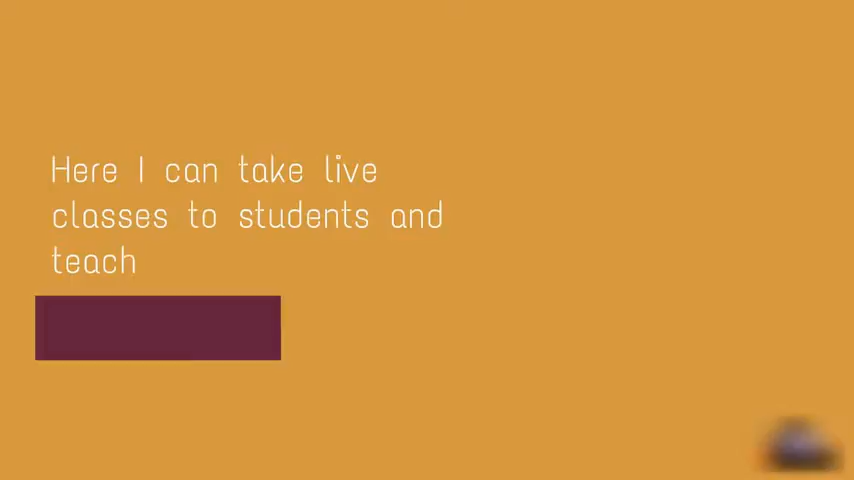 Here I can take live
classes to students and
teach